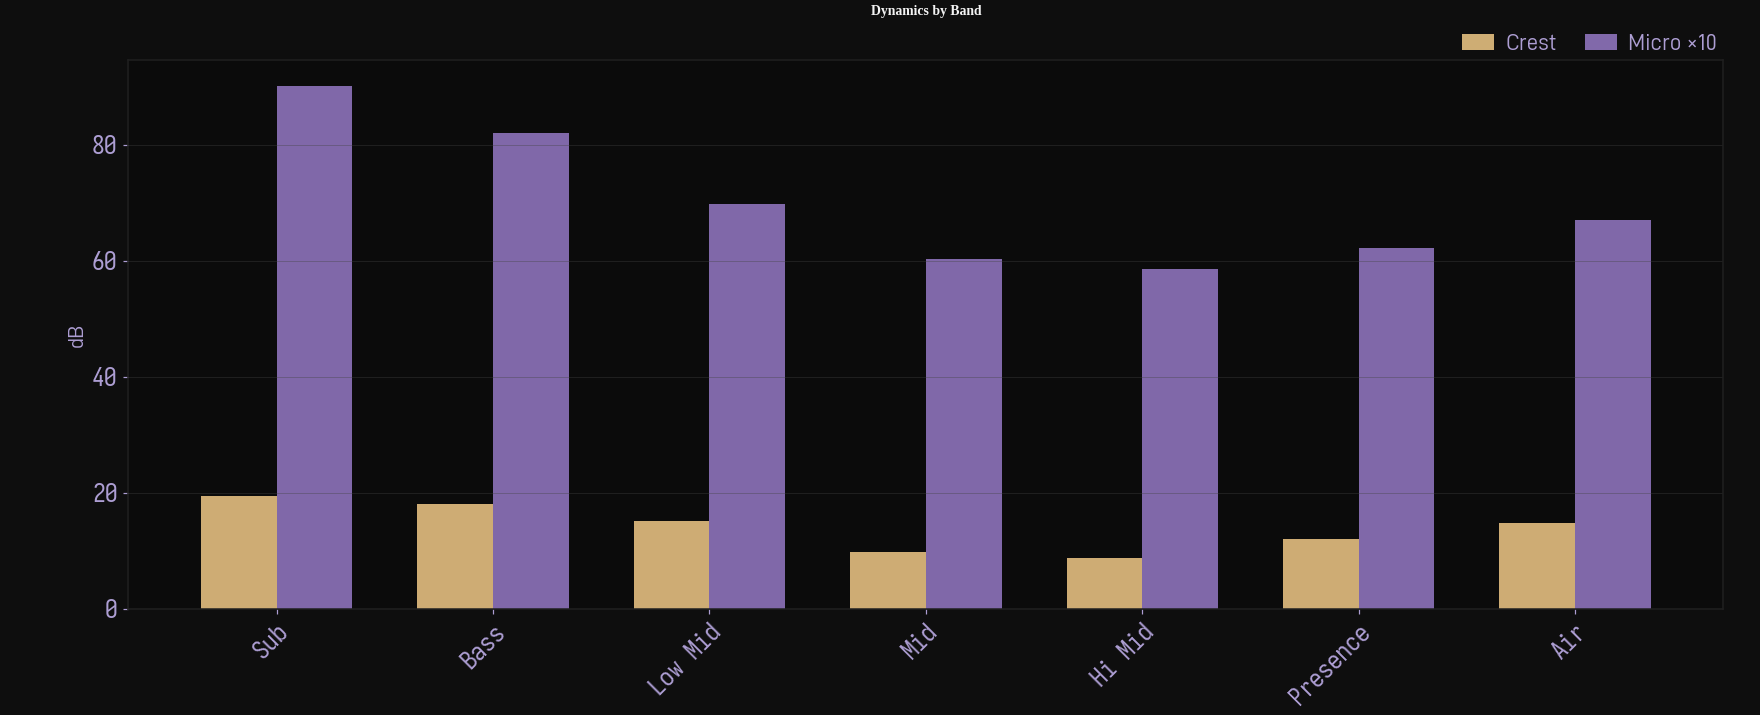 Dynamics by Band
Crest
Micro ×10
80
60
40
20
0
dB
Sub
Bass
Low Mid
Mid
Hi Mid
Presence
Air